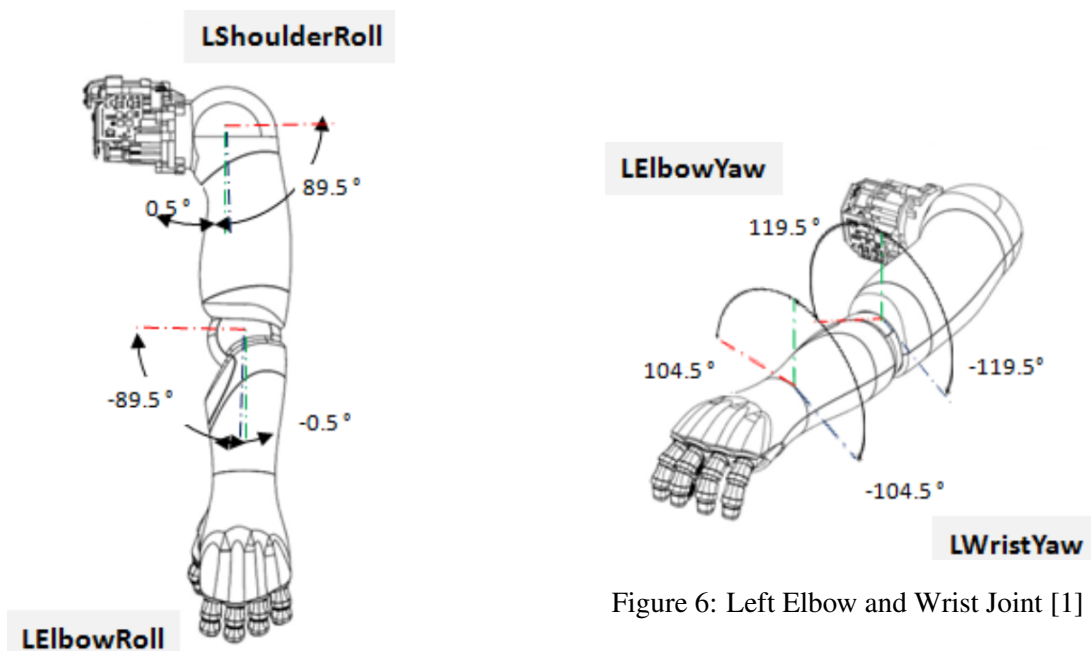 LShoulderRoll
89.5 °
0.5 °
-89.5 °
-0.5 °
LElbowRoll
LElbowYaw
119.5 °
104.5 °
-119.5 °
-104.5 °
LWristYaw
Figure 6: Left Elbow and Wrist Joint [1]